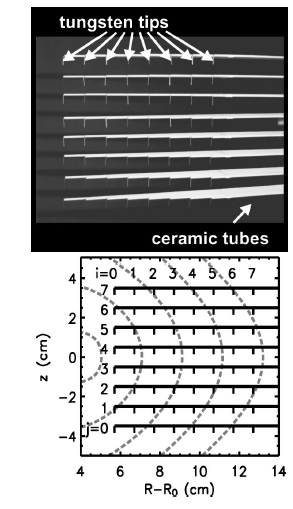 tungsten tips
ceramic tubes
i=0 1 2 3 4 5 6 7
7
6
5
4
3
2
1
j=0
4
2
0
−2
−4
z (cm)
4 6 8 10 12 14
R−R₀ (cm)